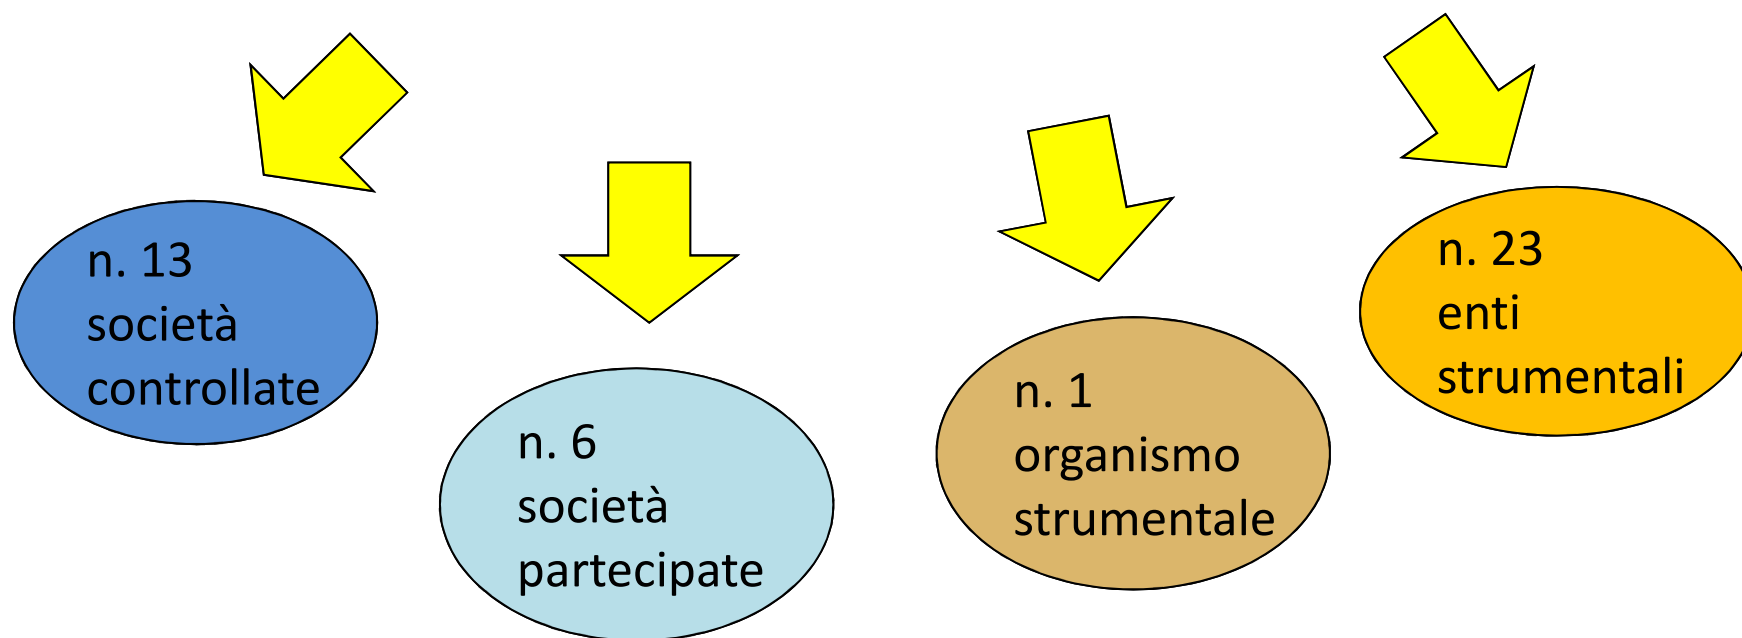 n. 13
società
controllate
n. 6
società
partecipate
n. 1
organismo
strumentale
n. 23
enti
strumentali